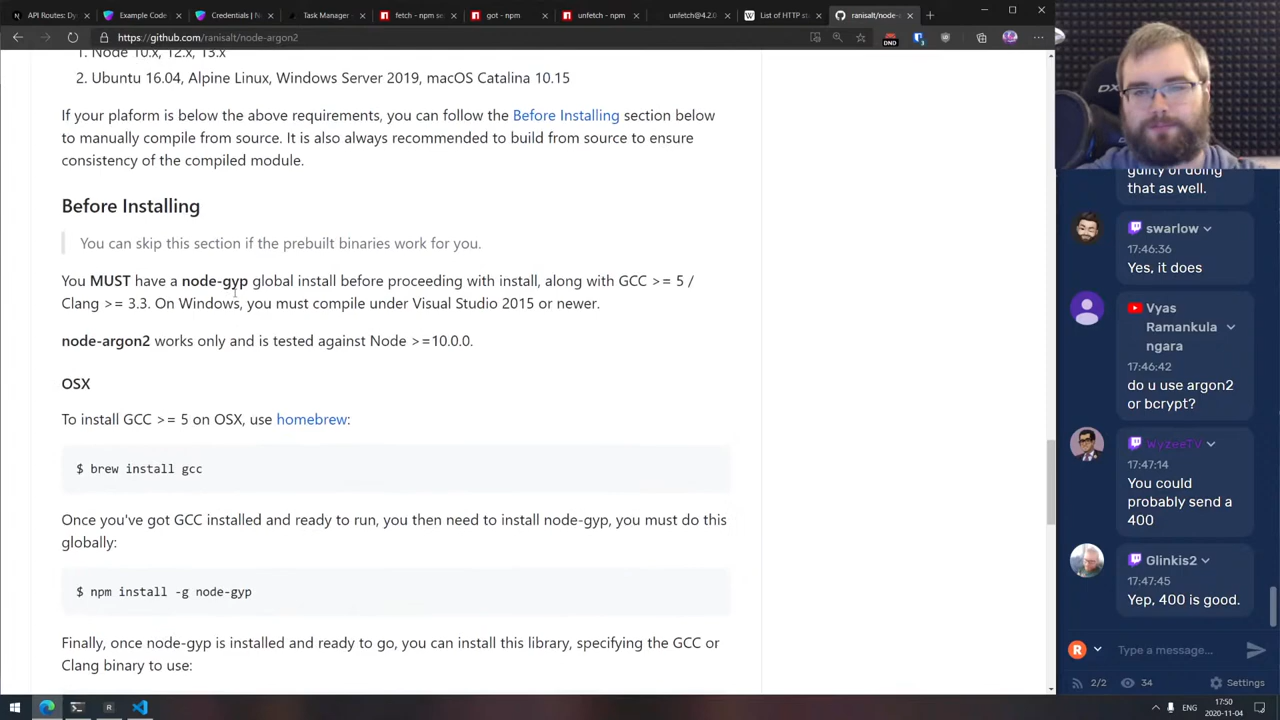 API Routes: Dy
Example Code
Credentials | N
Task Manager
fetch - npm se
got - npm
unfetch - npm
unfetch@4.2.0
List of HTTP st
ranisalt/node-
https://github.com/ranisalt/node-argon2
DND
1. Node 10.x, 12.x, 13.x
2. Ubuntu 16.04, Alpine Linux, Windows Server 2019, macOS Catalina 10.15
If your plaform is below the above requirements, you can follow the Before Installing section below
to manually compile from source. It is also always recommended to build from source to ensure
consistency of the compiled module.
Before Installing
You can skip this section if the prebuilt binaries work for you.
You MUST have a node-gyp global install before proceeding with install, along with GCC >= 5 /
Clang >= 3.3. On Windows, you must compile under Visual Studio 2015 or newer.
node-argon2 works only and is tested against Node >=10.0.0.
OSX
To install GCC >= 5 on OSX, use homebrew:
$ brew install gcc
Once you've got GCC installed and ready to run, you then need to install node-gyp, you must do this
globally:
$ npm install -g node-gyp
Finally, once node-gyp is installed and ready to go, you can install this library, specifying the GCC or
Clang binary to use:
guilty of doing
that as well.
swarlow
17:46:36
Yes, it does
Vyas
Ramankula
ngara
17:46:42
do u use argon2
or bcrypt?
WyzeeTV
17:47:14
You could
probably send a
400
Glinkis2
17:47:45
Yep, 400 is good.
R
Type a message...
2/2
34
Settings
ENG
17:50
2020-11-04